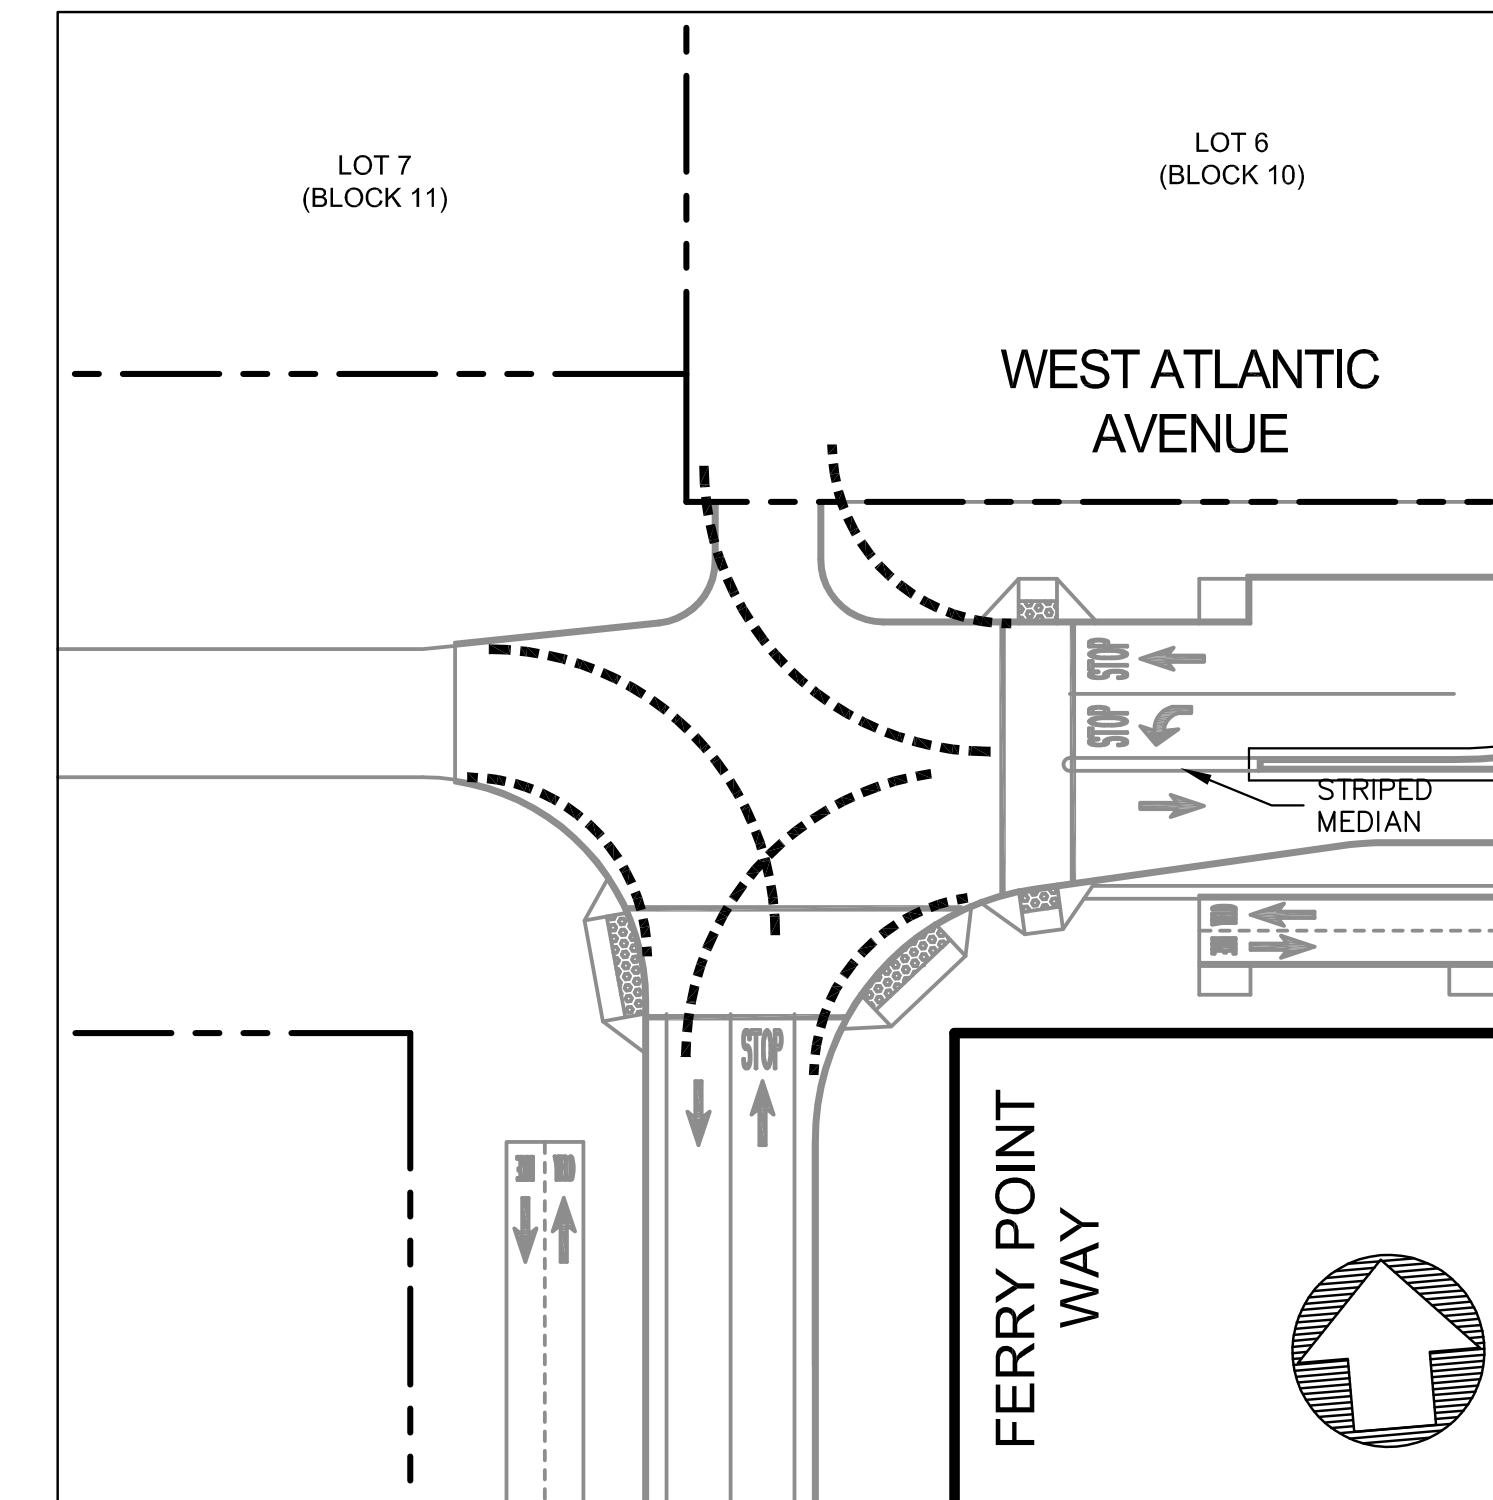 LOT 7
(BLOCK 11)
LOT 6
(BLOCK 10)
WEST ATLANTIC
AVENUE
STOP
STOP
STRIPED
MEDIAN
STOP
FERRY POINT
WAY